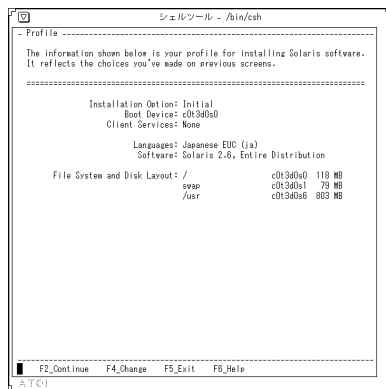 シェルツール - /bin/csh
- Profile
The information shown below is your profile for installing Solaris software.
It reflects the choices you've made on previous screens.
Installation Option: Initial
Boot Device: c0t3d0s0
Client Services: None
Languages: Japanese EUC (ja)
Software: Solaris 2.6, Entire Distribution
File System and Disk Layout: / c0t3d0s0 118 MB
swap c0t3d0s1 79 MB
/usr c0t3d0s6 803 MB
F2_Continue F4_Change F5_Exit F6_Help